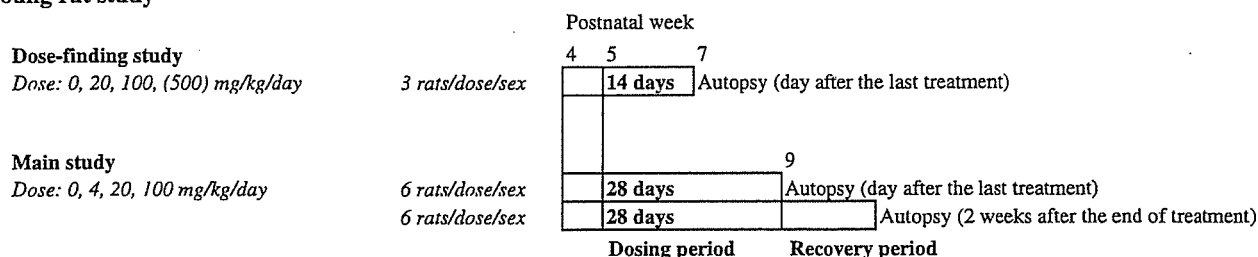 Postnatal week
Dose-finding study 4 5 7
Dose: 0, 20, 100, (500) mg/kg/day 3 rats/dose/sex 14 days Autopsy (day after the last treatment)
Main study 9
Dose: 0, 4, 20, 100 mg/kg/day 6 rats/dose/sex 28 days Autopsy (day after the last treatment)
6 rats/dose/sex 28 days Autopsy (2 weeks after the end of treatment)
Dosing period Recovery period